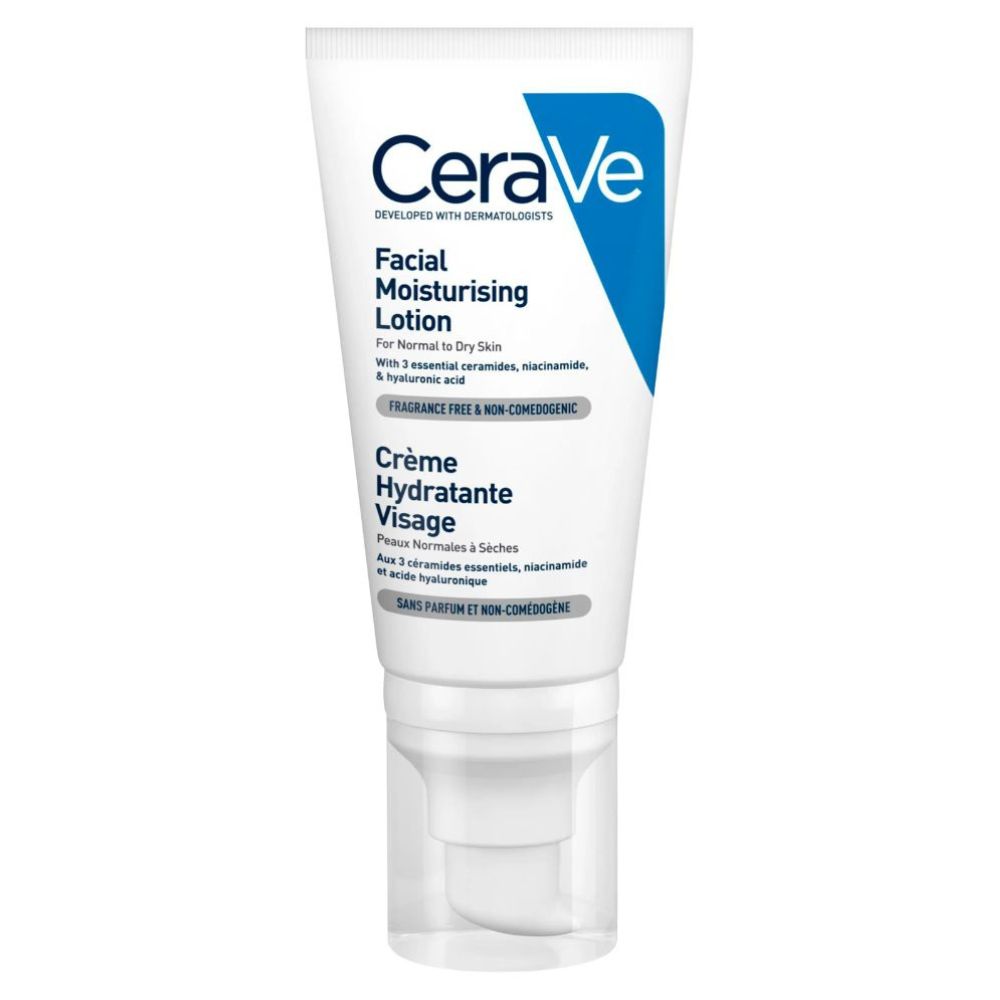 CeraVe
DEVELOPED WITH DERMATOLOGISTS
Facial
Moisturising
Lotion
For Normal to Dry Skin
With 3 essential ceramides, niacinamide,
& hyaluronic acid
FRAGRANCE FREE & NON-COMEDOGENIC
Crème
Hydratante
Visage
Peaux Normales à Sèches
Aux 3 céramides essentiels, niacinamide
et acide hyaluronique
SANS PARFUM ET NON-COMÉDOGÈNE